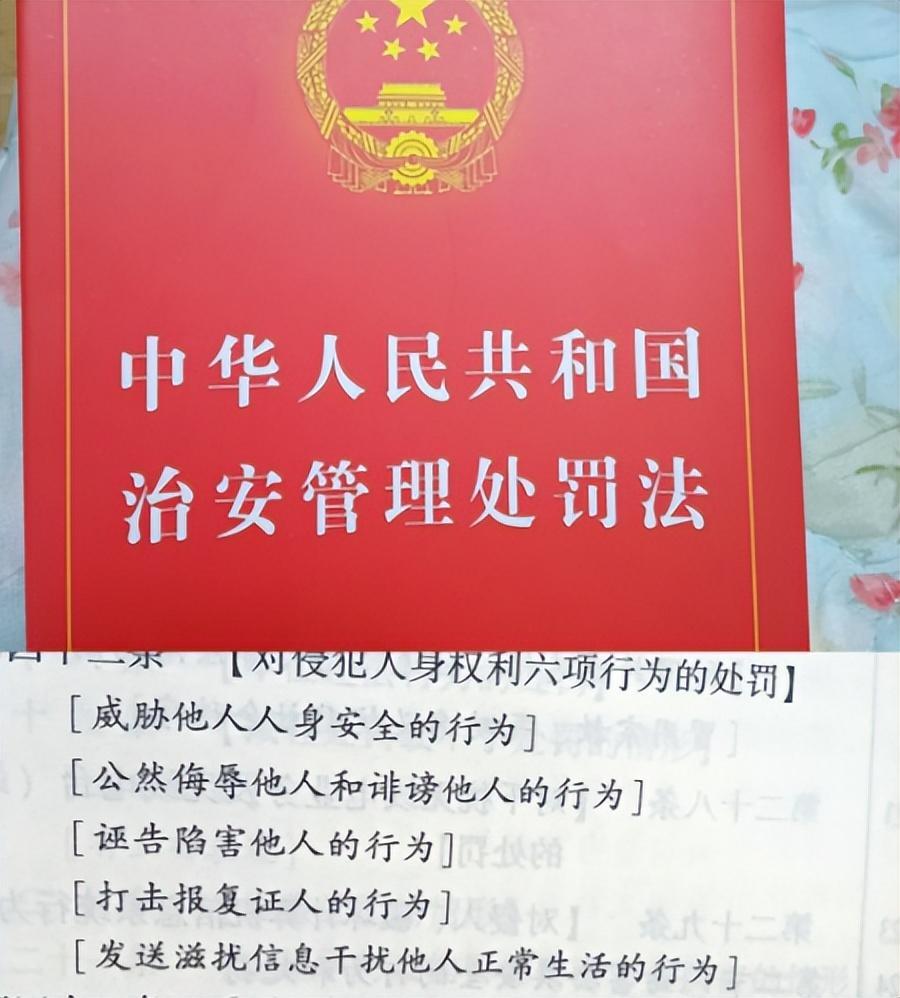 中华人民共和国
治安管理处罚法
四十二条 【对侵犯人身权利六项行为的处罚】
[威胁他人人身安全的行为]
[公然侮辱他人和诽谤他人的行为]
[诬告陷害他人的行为]
[打击报复证人的行为]
[发送滋扰信息干扰他人正常生活的行为]